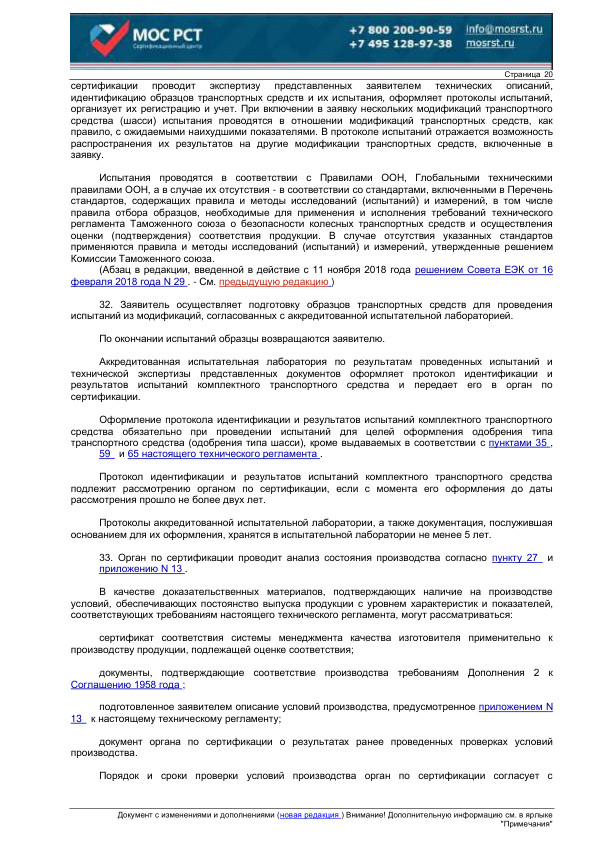 МОС РСТ
Сертификационный центр
+7 800 200-90-59 info@mosrst.ru
+7 495 128-97-38 mosrst.ru
Страница 20
сертификации проводит экспертизу представленных заявителем технических описаний,
идентификацию образцов транспортных средств и их испытания, оформляет протоколы испытаний,
организует их регистрацию и учет. При включении в заявку нескольких модификаций транспортного
средства (шасси) испытания проводятся в отношении модификаций транспортных средств, как
правило, с ожидаемыми наихудшими показателями. В протоколе испытаний отражается возможность
распространения их результатов на другие модификации транспортных средств, включенные в
заявку.
Испытания проводятся в соответствии с Правилами ООН, Глобальными техническими
правилами ООН, а в случае их отсутствия - в соответствии со стандартами, включенными в Перечень
стандартов, содержащих правила и методы исследований (испытаний) и измерений, в том числе
правила отбора образцов, необходимые для применения и исполнения требований технического
регламента Таможенного союза о безопасности колесных транспортных средств и осуществления
оценки (подтверждения) соответствия продукции. В случае отсутствия указанных стандартов
применяются правила и методы исследований (испытаний) и измерений, утвержденные решением
Комиссии Таможенного союза.
(Абзац в редакции, введенной в действие с 11 ноября 2018 года решением Совета ЕЭК от 16
февраля 2018 года N 29 . - См. предыдущую редакцию )
32. Заявитель осуществляет подготовку образцов транспортных средств для проведения
испытаний из модификаций, согласованных с аккредитованной испытательной лабораторией.
По окончании испытаний образцы возвращаются заявителю.
Аккредитованная испытательная лаборатория по результатам проведенных испытаний и
технической экспертизы представленных документов оформляет протокол идентификации и
результатов испытаний комплектного транспортного средства и передает его в орган по
сертификации.
Оформление протокола идентификации и результатов испытаний комплектного транспортного
средства обязательно при проведении испытаний для целей оформления одобрения типа
транспортного средства (одобрения типа шасси), кроме выдаваемых в соответствии с пунктами 35 ,
59 и 65 настоящего технического регламента .
Протокол идентификации и результатов испытаний комплектного транспортного средства
подлежит рассмотрению органом по сертификации, если с момента его оформления до даты
рассмотрения прошло не более двух лет.
Протоколы аккредитованной испытательной лаборатории, а также документация, послужившая
основанием для их оформления, хранятся в испытательной лаборатории не менее 5 лет.
33. Орган по сертификации проводит анализ состояния производства согласно пункту 27 и
приложению N 13 .
В качестве доказательных материалов, подтверждающих наличие на производстве
условий, обеспечивающих постоянство выпуска продукции с уровнем характеристик и показателей,
соответствующих требованиям настоящего технического регламента, могут рассматриваться:
сертификат соответствия системы менеджмента качества изготовителя применительно к
производству продукции, подлежащей оценке соответствия;
документы, подтверждающие соответствие производства требованиям Дополнения 2 к
Соглашению 1958 года ;
подготовленное заявителем описание условий производства, предусмотренное приложением N
13 к настоящему техническому регламенту;
документ органа по сертификации о результатах ранее проведенных проверках условий
производства.
Порядок и сроки проверки условий производства орган по сертификации согласует с
Документ с изменениями и дополнениями (новая редакция ) Внимание! Дополнительную информацию см. в ярлыке
"Примечания"